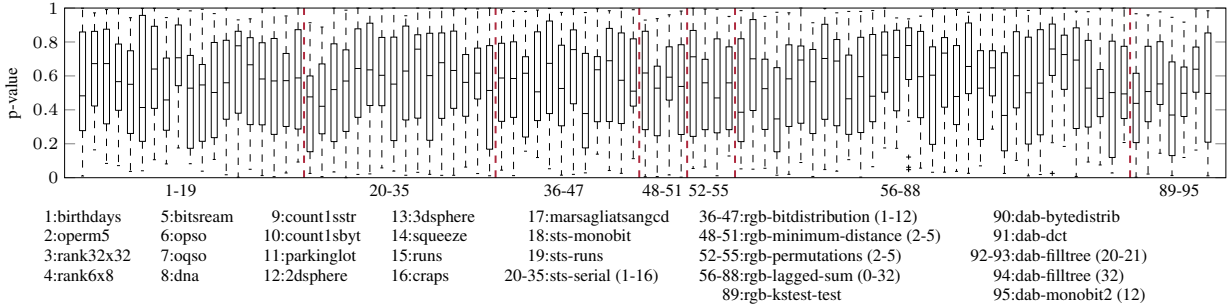 1
0.8
0.6
0.4
0.2
0
p-value
1-19 20-35 36-47 48-51 52-55 56-88 89-95
1:birthdays 5:bitsream 9:count1sstr 13:3dsphere 17:marsagliatsangcd 36-47:rgb-bitdistribution (1-12) 90:dab-bytedistrib
2:operm5 6:opso 10:count1sbyt 14:squeeze 18:sts-monobit 48-51:rgb-minimum-distance (2-5) 91:dab-dct
3:rank32x32 7:oqso 11:parkinglot 15:runs 19:sts-runs 52-55:rgb-permutations (2-5) 92-93:dab-filltree (20-21)
4:rank6x8 8:dna 12:2dsphere 16:craps 20-35:sts-serial (1-16) 56-88:rgb-lagged-sum (0-32) 94:dab-filltree (32)
89:rgb-kstest-test 95:dab-monobit2 (12)